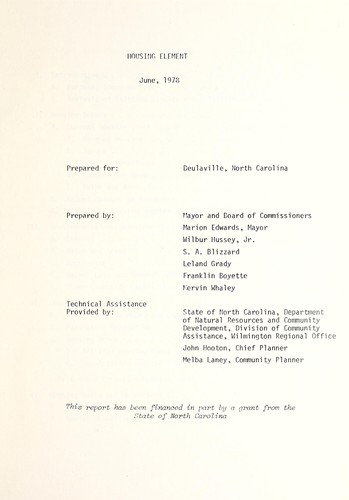 HOUSING ELEMENT
June, 1978
Prepared for: Beulaville, North Carolina
Prepared by: Mayor and Board of Commissioners
Marion Edwards, Mayor
Wilbur Hussey, Jr.
S. A. Blizzard
Leland Grady
Franklin Boyette
Kervin Whaley
Technical Assistance
Provided by: State of North Carolina, Department
of Natural Resources and Community
Development, Division of Community
Assistance, Wilmington Regional Office
John Hooton, Chief Planner
Melba Laney, Community Planner
This report has been financed in part by a grant from the
State of North Carolina